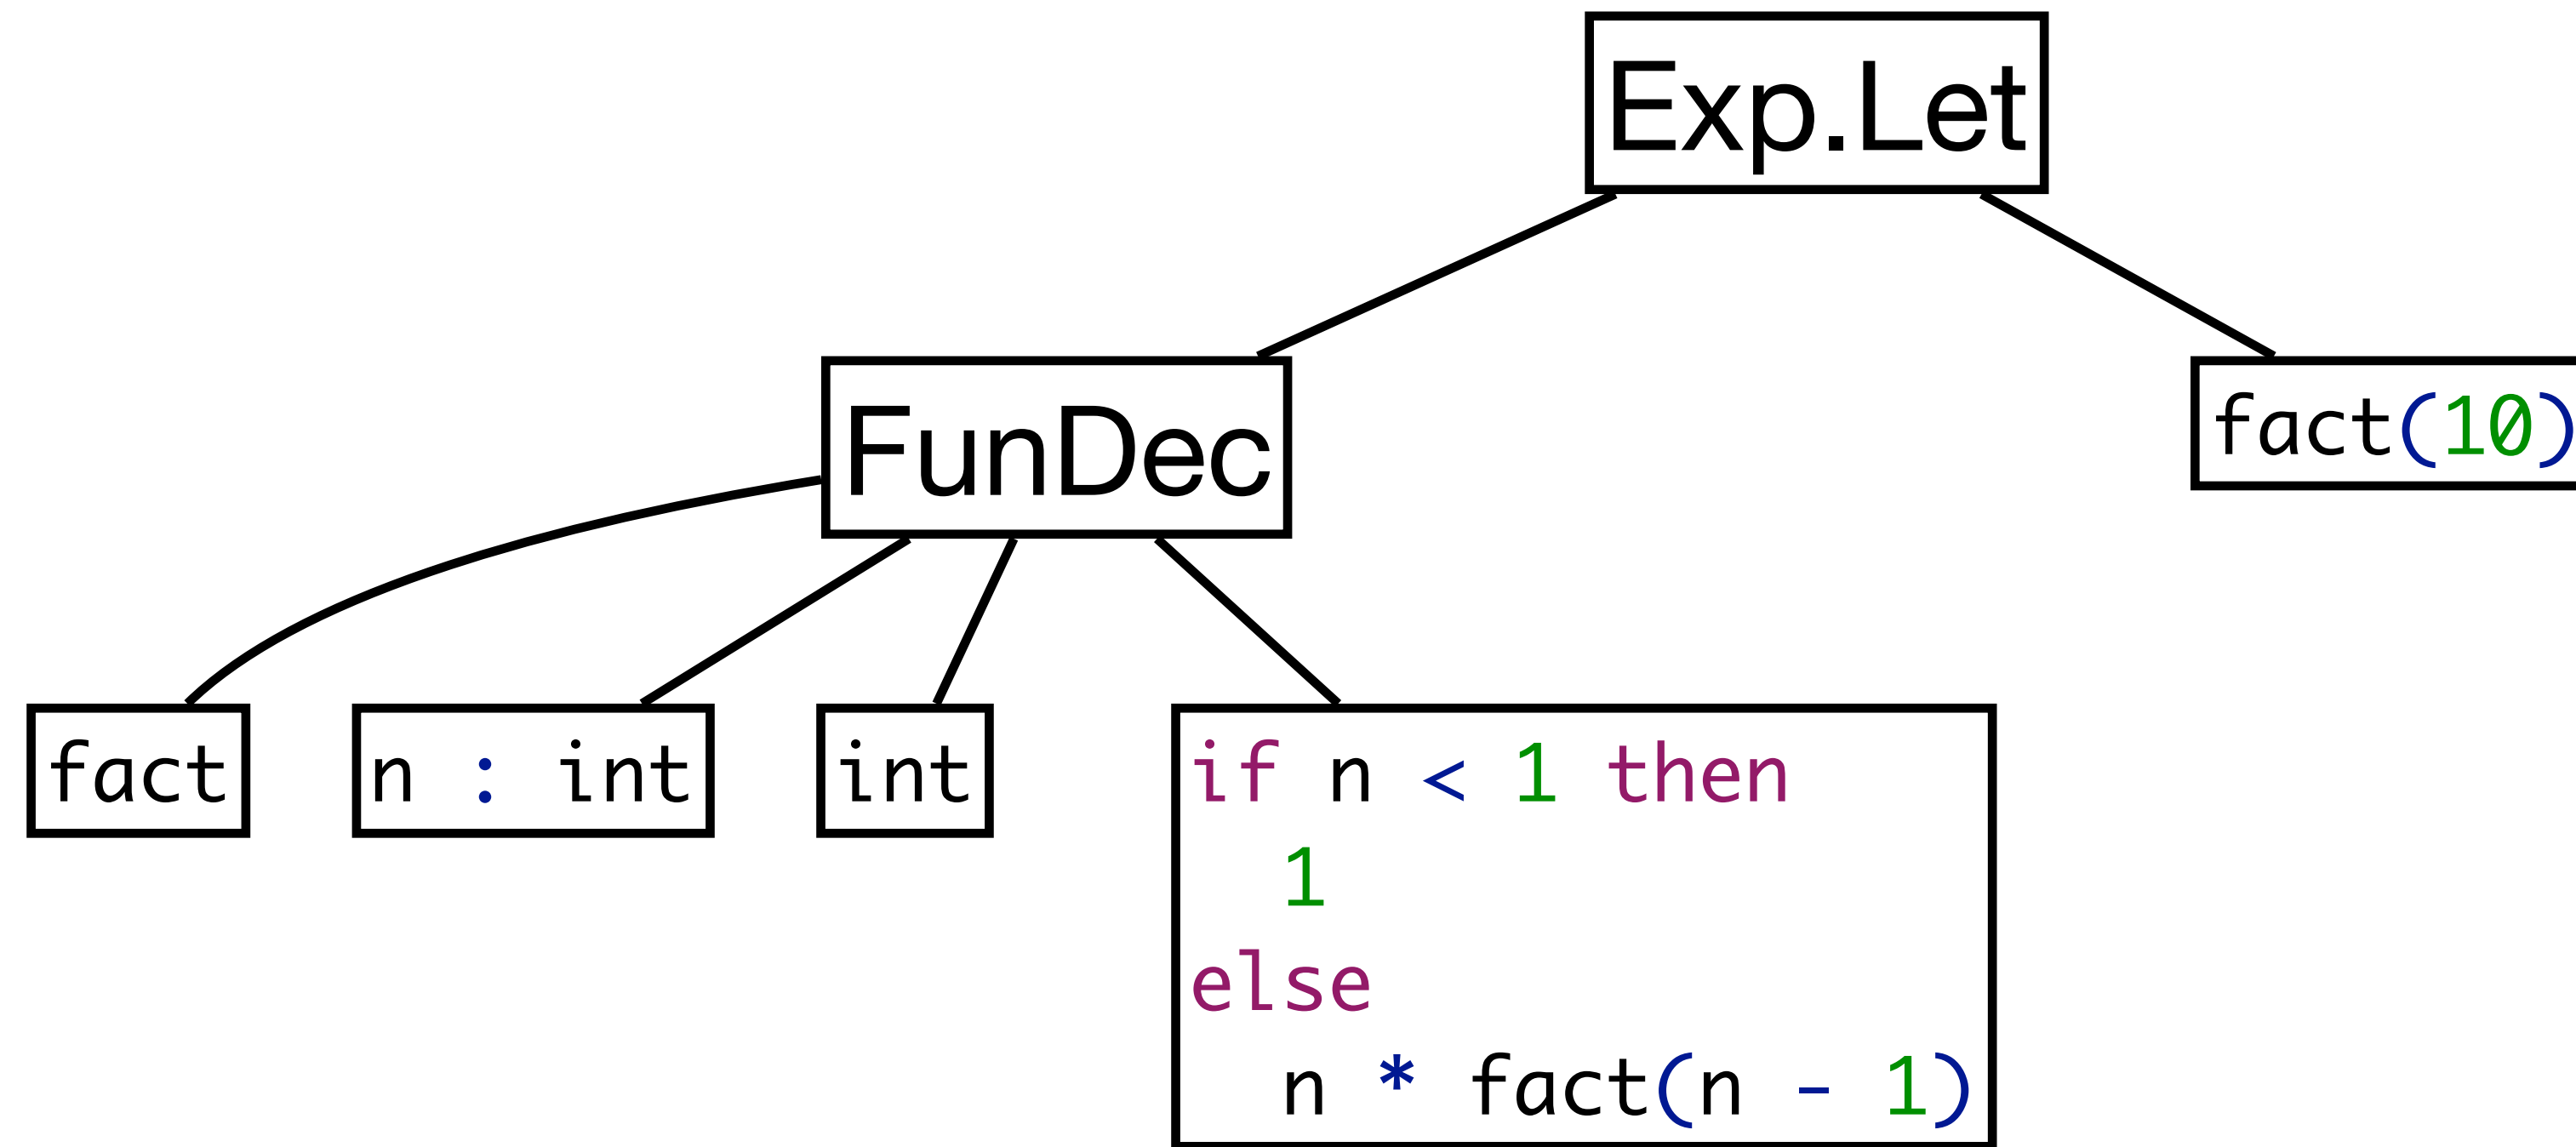 Exp.Let
FunDec
fact(10)
fact
n : int
int
if n < 1 then
1
else
n * fact(n - 1)